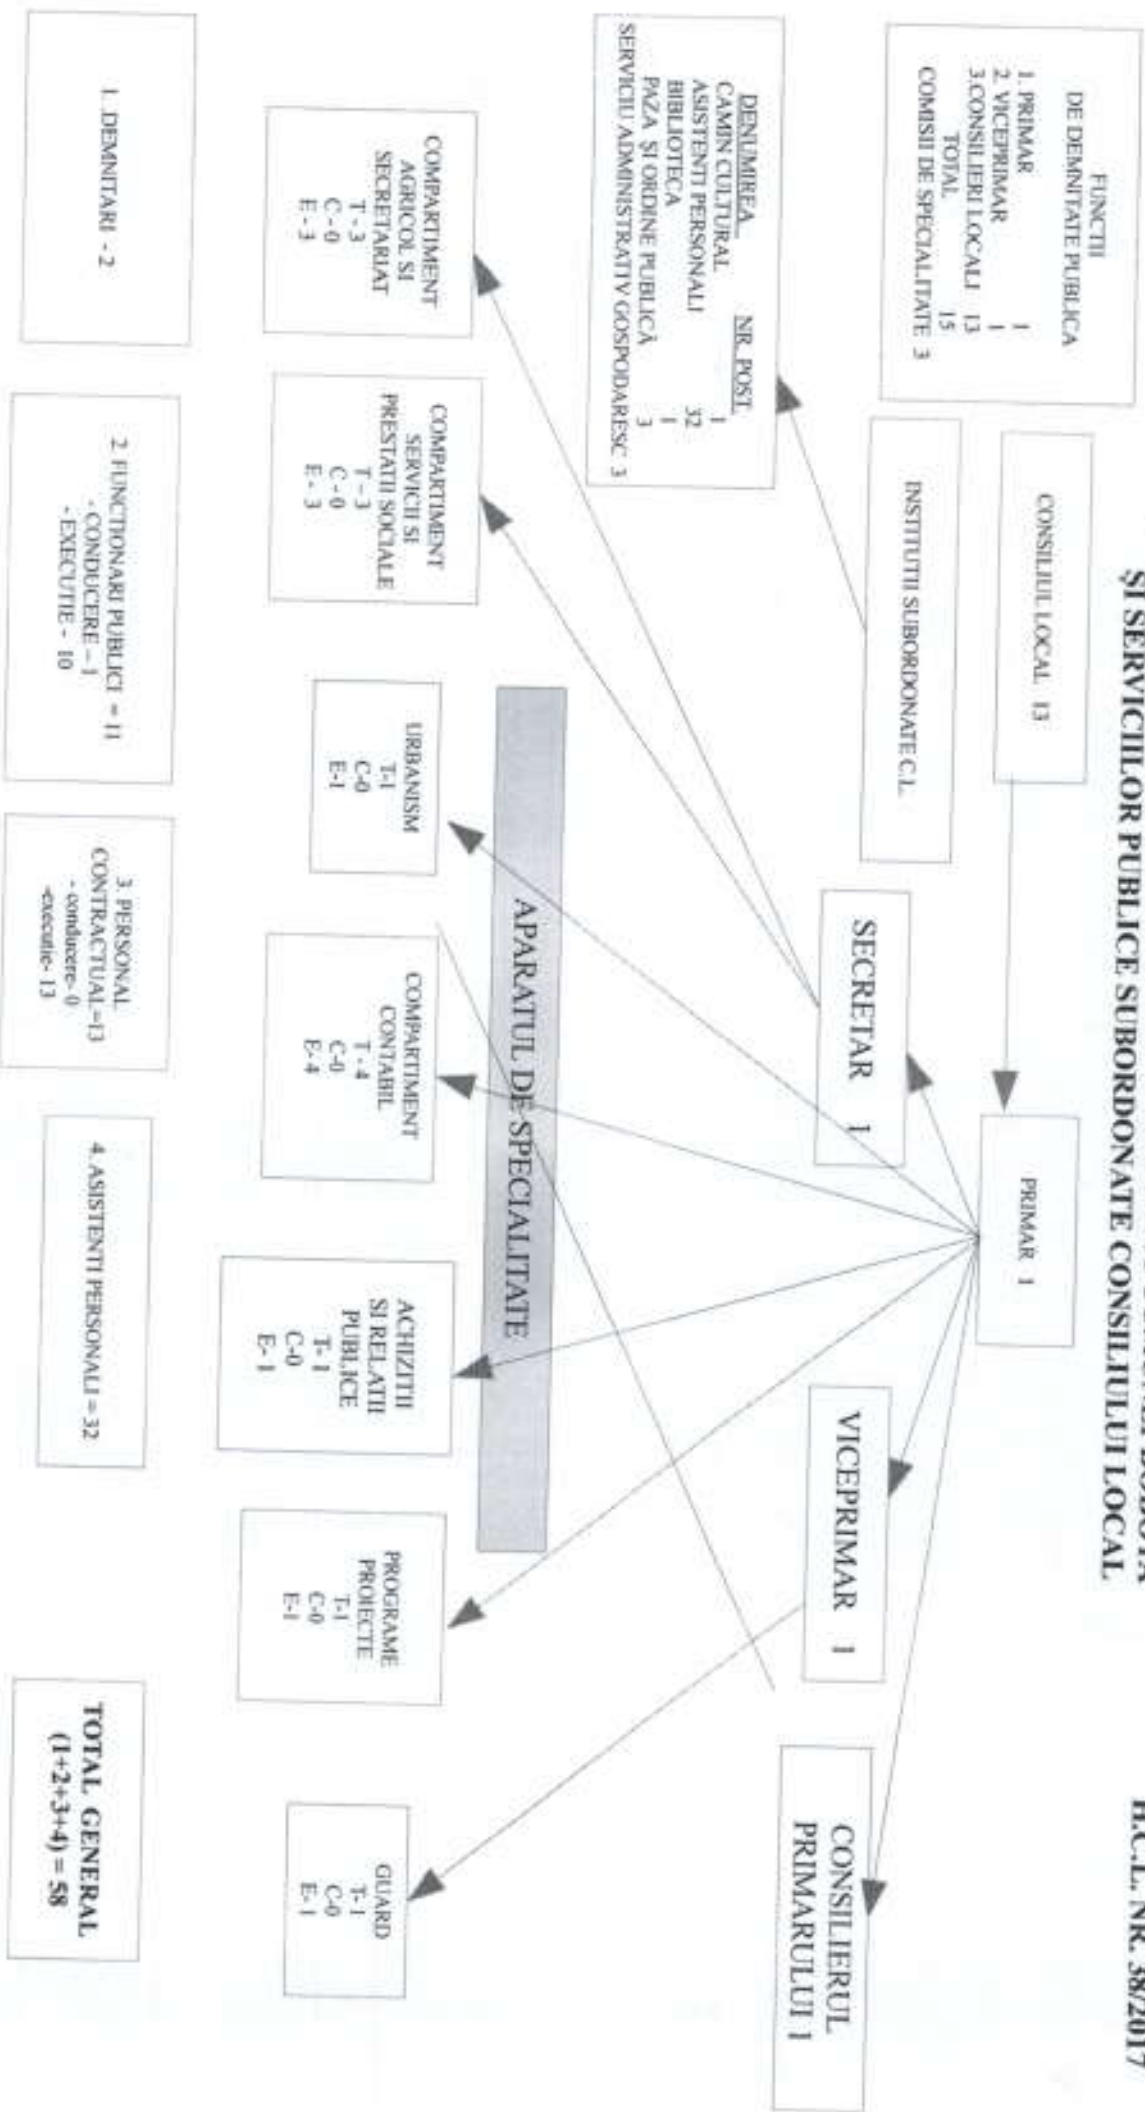 H.C.L. NR. 38/2017
ŞI SERVICIILOR PUBLICE SUBORDONATE CONSILIULUI LOCAL
FUNCTII
DE DEMNITATE PUBLICA
1. PRIMAR 1
2. VICEPRIMAR 1
3.CONSILIERI LOCALI 13
TOTAL 15
COMISII DE SPECIALITATE 3
CONSILIUL LOCAL 13
PRIMAR 1
INSTITUTII SUBORDONATE C.L.
SECRETAR 1
VICEPRIMAR 1
CONSILIERUL
PRIMARULUI 1
DENUMIREA NR. POST
CAMIN CULTURAL 1
ASISTENTI PERSONALI 32
BIBLIOTECA 1
PAZA ŞI ORDINE PUBLICĂ 3
SERVICIU ADMINISTRATIV GOSPODARESC 3
APARATUL DE SPECIALITATE
COMPARTIMENT
AGRICOL SI
SECRETARIAT
T - 3
C - 0
E - 3
COMPARTIMENT
SERVICII SI
PRESTATII SOCIALE
T - 3
C - 0
E - 3
URBANISM
T-1
C-0
E-1
COMPARTIMENT
CONTABIL
T - 4
C-0
E- 4
ACHIZITII
SI RELATII
PUBLICE
T- 1
C-0
E- 1
PROGRAME
PROIECTE
T-1
C-0
E-1
GUARD
T- 1
C-0
E- 1
1. DEMNITARI - 2
2. FUNCTIONARI PUBLICI = 11
- CONDUCERE – 1
- EXECUTIE - 10
3. PERSONAL
CONTRACTUAL=13
- conducere- 0
-executie- 13
4. ASISTENTI PERSONALI = 32
TOTAL GENERAL
(1+2+3+4) = 58